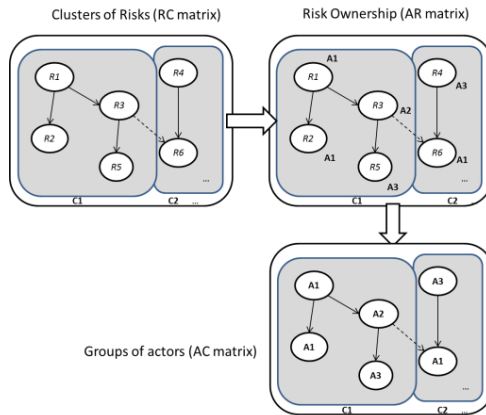 Clusters of Risks (RC matrix)
Risk Ownership (AR matrix)
R1
R4
R3
R2
R6
R5
...
C1
C2 ...
A1
R1
R4
A3
R3
A2
R2
R6
A1
A1
R5
A3
...
C1
C2 ...
A1
A3
A2
Groups of actors (AC matrix)
A1
A1
A3
...
C1
C2 ...